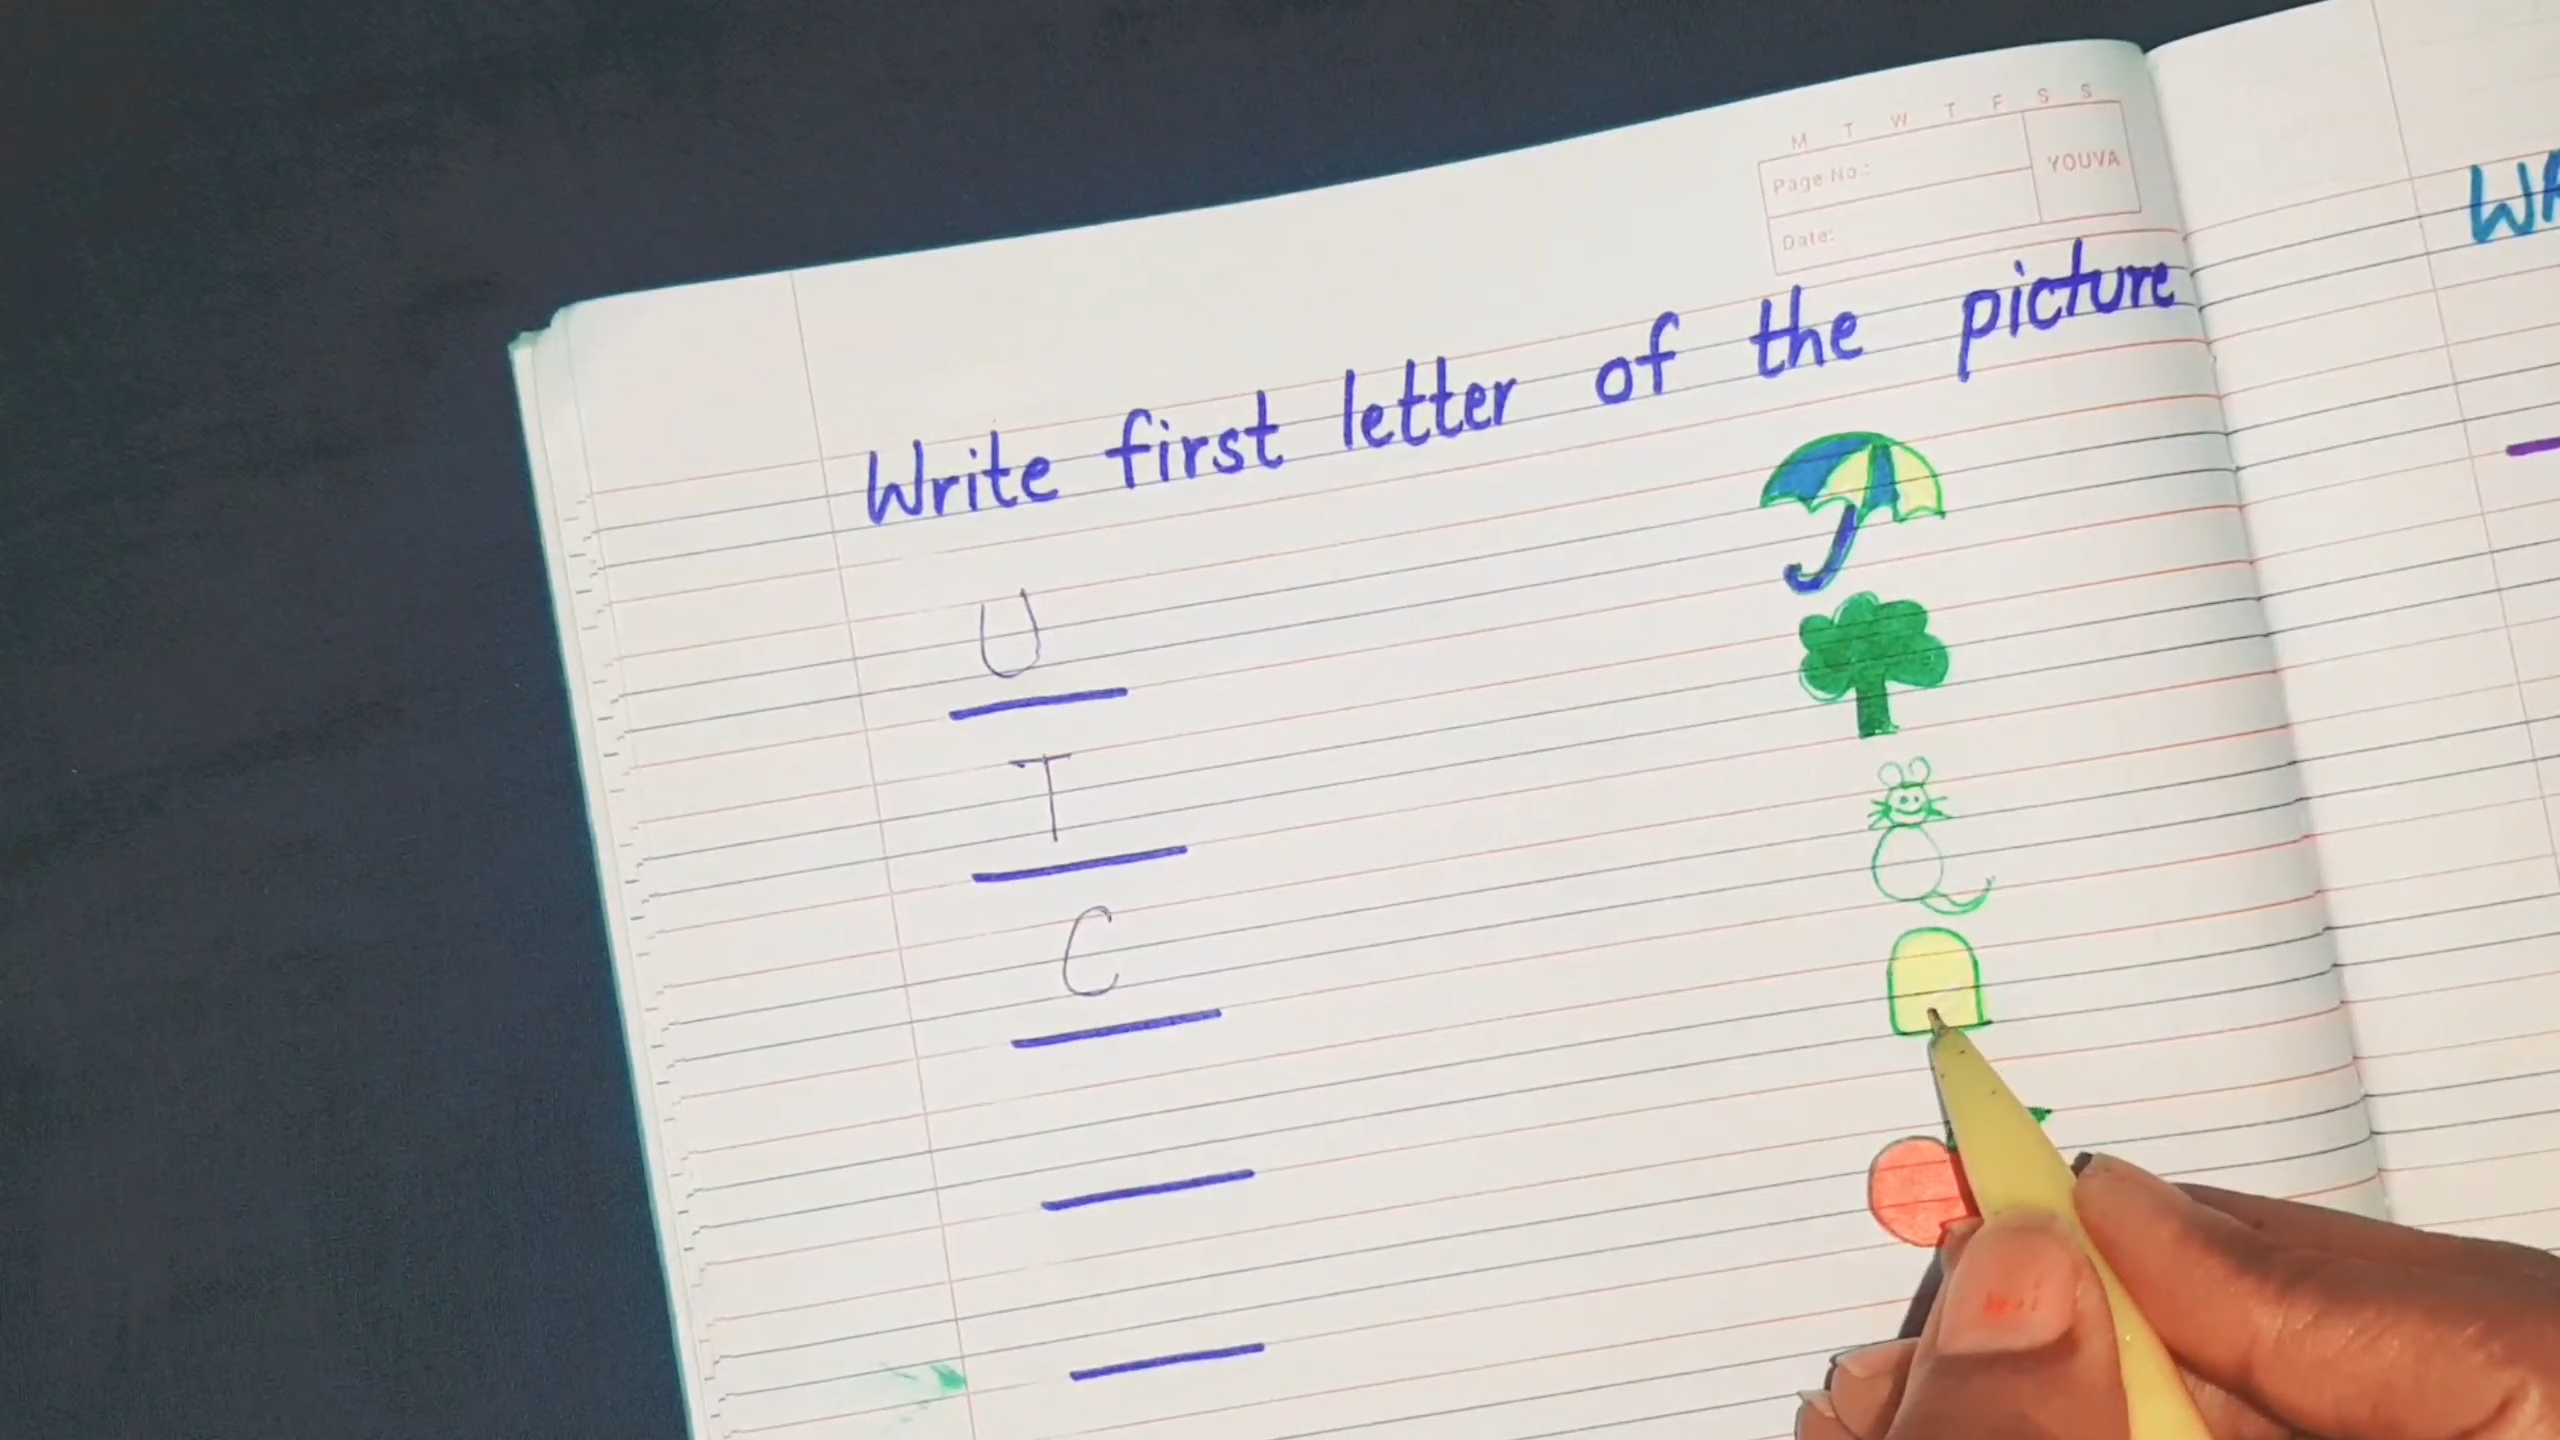 M T W T F S S
Page No.:
YOUVA
Date:
Write first letter of the picture
U
T
C